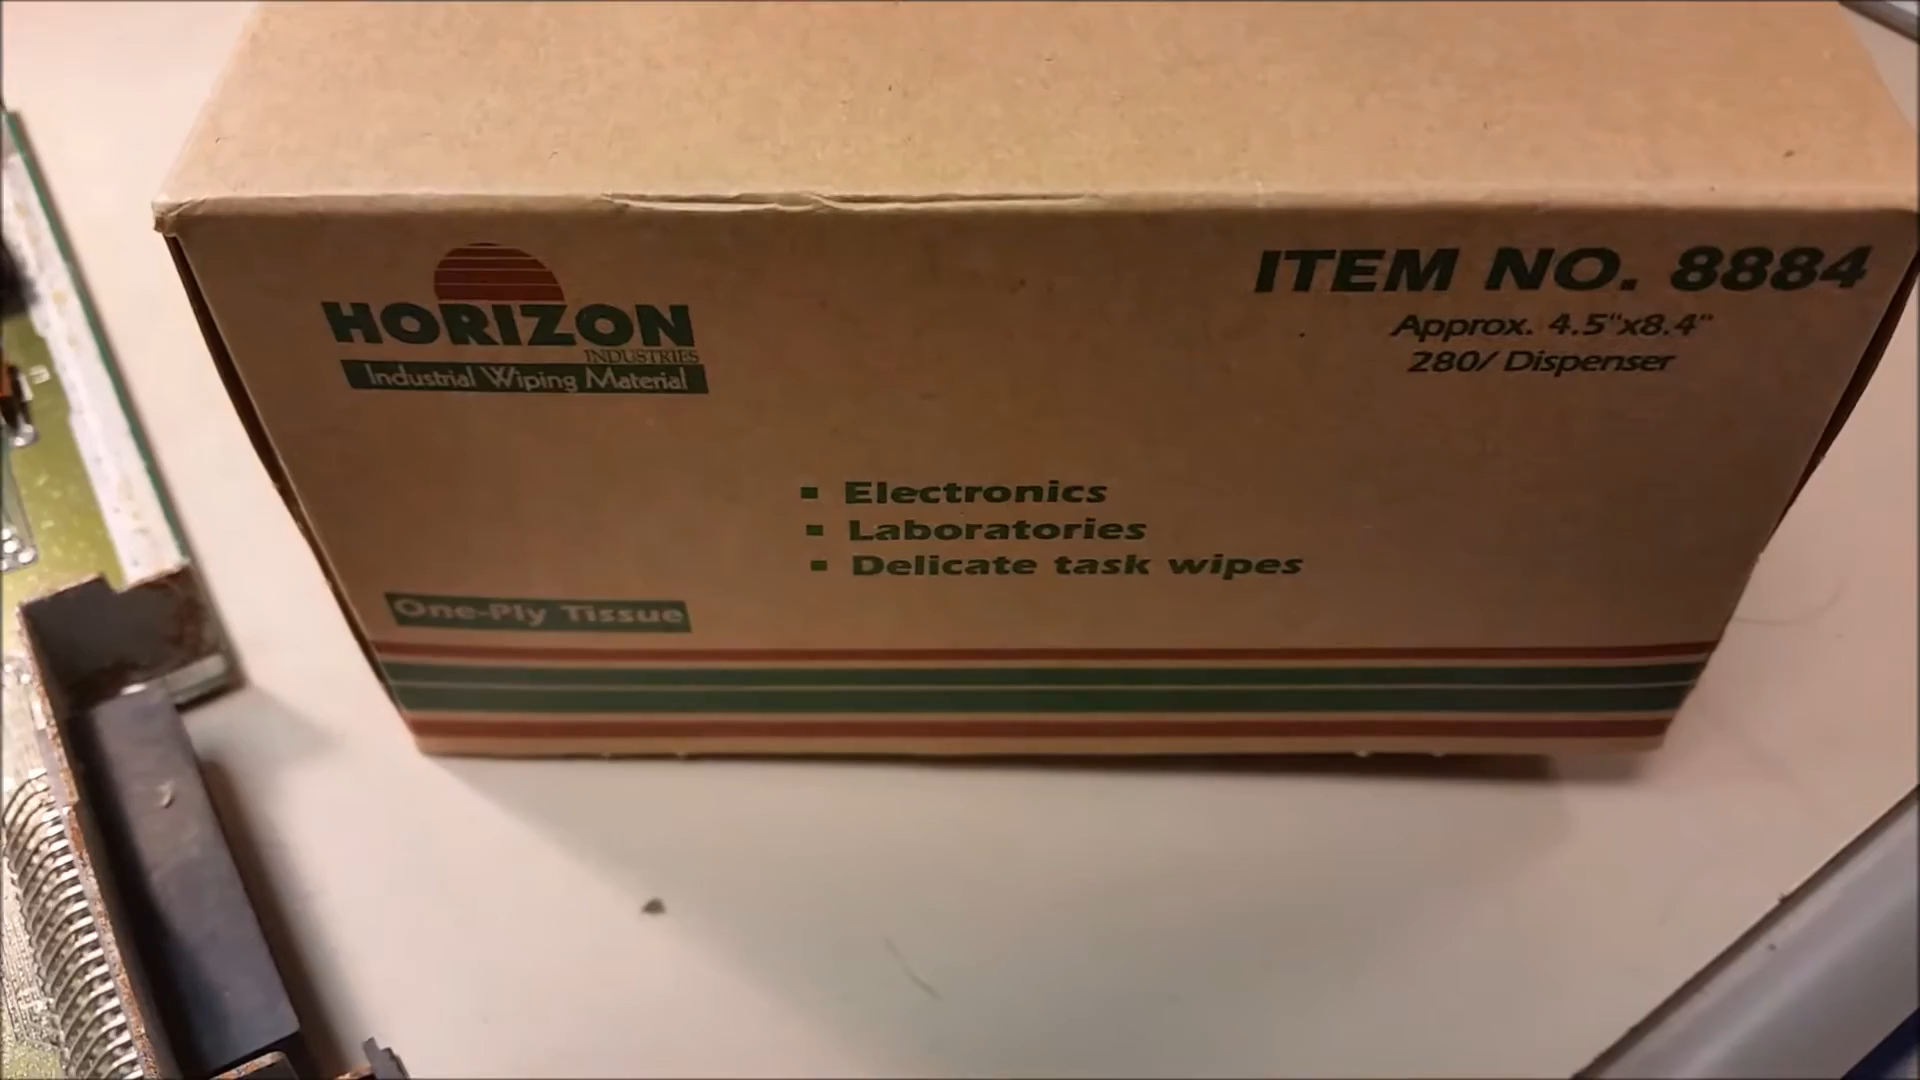 HORIZON
INDUSTRIES
Industrial Wiping Material
ITEM NO. 8884
Approx. 4.5"x8.4"
280/ Dispenser
▪ Electronics
▪ Laboratories
▪ Delicate task wipes
One-Ply Tissue